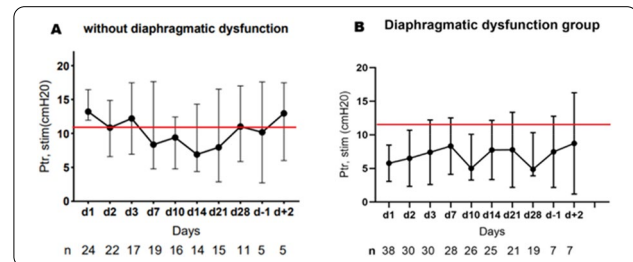 A without diaphragmatic dysfunction
Ptr, stim(cmH20)
20
15
10
5
0
d1 d2 d3 d7 d10 d14 d21 d28 d-1 d+2
Days
n 24 22 17 19 16 14 15 11 5 5
B Diaphragmatic dysfunction group
Ptr, stim (cmH20)
20
15
10
5
0
d1 d2 d3 d7 d10 d14 d21 d28 d-1 d+2
Days
n 38 30 30 28 26 25 21 19 7 7